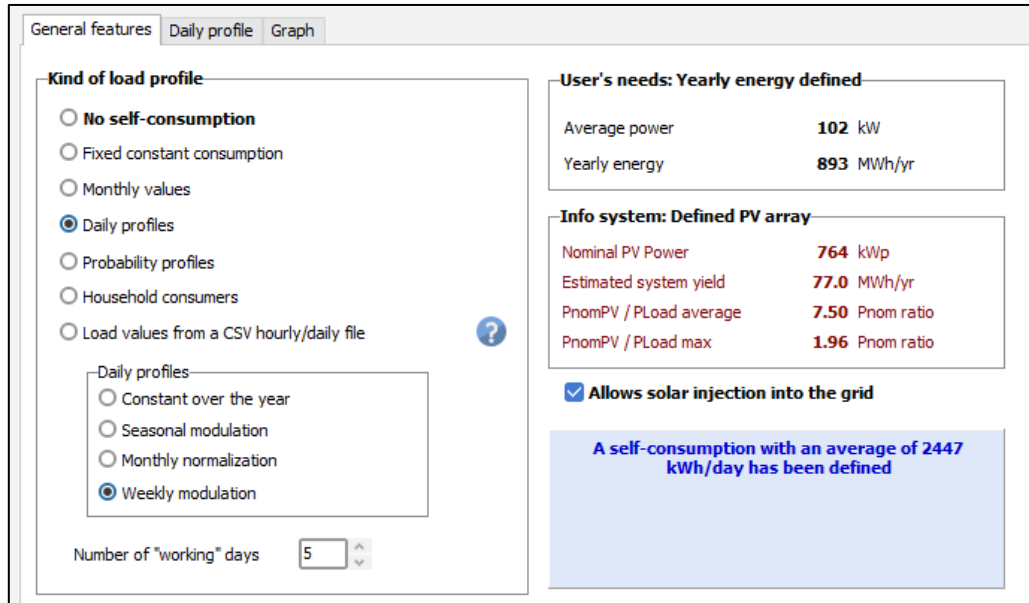 General features
Daily profile
Graph
Kind of load profile
No self-consumption
Fixed constant consumption
Monthly values
Daily profiles
Probability profiles
Household consumers
Load values from a CSV hourly/daily file
?
Daily profiles
Constant over the year
Seasonal modulation
Monthly normalization
Weekly modulation
Number of "working" days 5
User's needs: Yearly energy defined
Average power 102 kW
Yearly energy 893 MWh/yr
Info system: Defined PV array
Nominal PV Power 764 kWp
Estimated system yield 77.0 MWh/yr
PnomPV / PLoad average 7.50 Pnom ratio
PnomPV / PLoad max 1.96 Pnom ratio
Allows solar injection into the grid
A self-consumption with an average of 2447
kWh/day has been defined